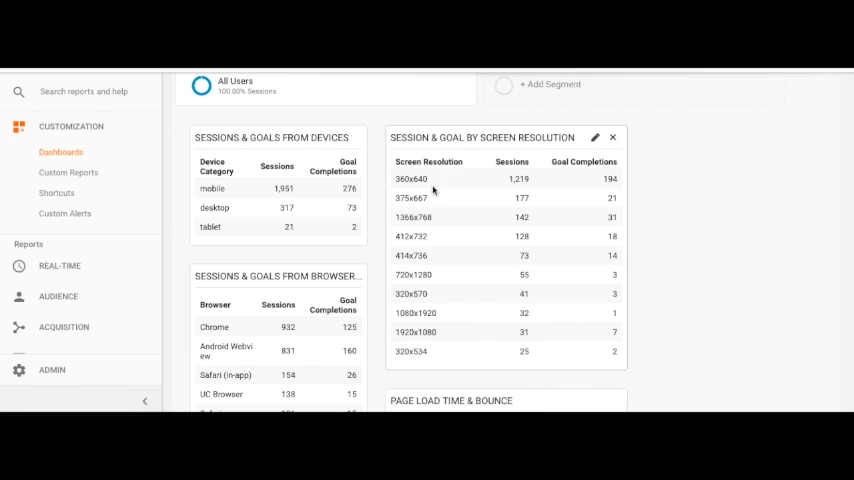 All Users
100.00% Sessions
+ Add Segment
Search reports and help
CUSTOMIZATION
Dashboards
Custom Reports
Shortcuts
Custom Alerts
Reports
REAL-TIME
AUDIENCE
ACQUISITION
ADMIN
SESSIONS & GOALS FROM DEVICES
Device Category Sessions Goal Completions
mobile 1,951 276
desktop 317 73
tablet 21 2
SESSIONS & GOALS FROM BROWSER...
Browser Sessions Goal Completions
Chrome 932 125
Android Webvi
ew 831 160
Safari (in-app) 154 26
UC Browser 138 15
SESSION & GOAL BY SCREEN RESOLUTION
Screen Resolution Sessions Goal Completions
360x640 1,219 194
375x667 177 21
1366x768 142 31
412x732 128 18
414x736 73 14
720x1280 55 3
320x570 41 3
1080x1920 32 1
1920x1080 31 7
320x534 25 2
PAGE LOAD TIME & BOUNCE